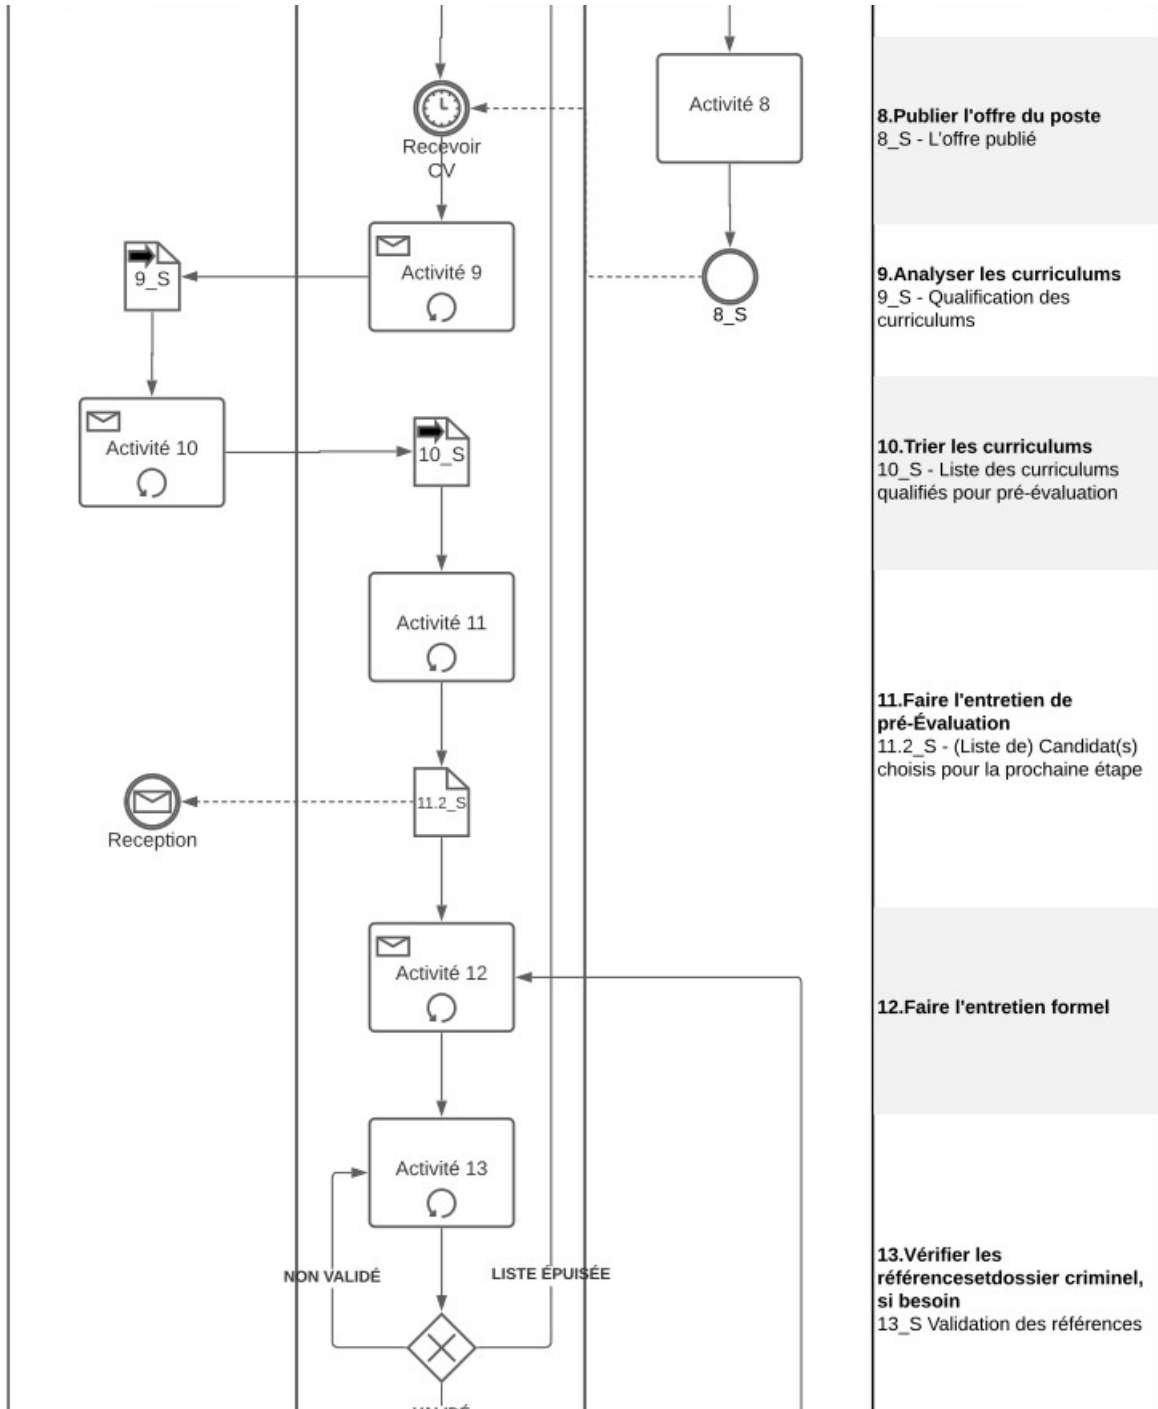 Activité 8
8.Publier l'offre du poste
8_S - L'offre publié
Recevoir
CV
9_S
Activité 9
8_S
9.Analyser les curriculums
9_S - Qualification des
curriculums
Activité 10
10_S
10.Trier les curriculums
10_S - Liste des curriculums
qualifiés pour pré-évaluation
Activité 11
11.Faire l'entretien de
pré-Évaluation
11.2_S - (Liste de) Candidat(s)
choisis pour la prochaine étape
Reception
11.2_S
Activité 12
12.Faire l'entretien formel
Activité 13
NON VALIDÉ
LISTE ÉPUISÉE
13.Vérifier les
référencesetdossier criminel,
si besoin
13_S Validation des références